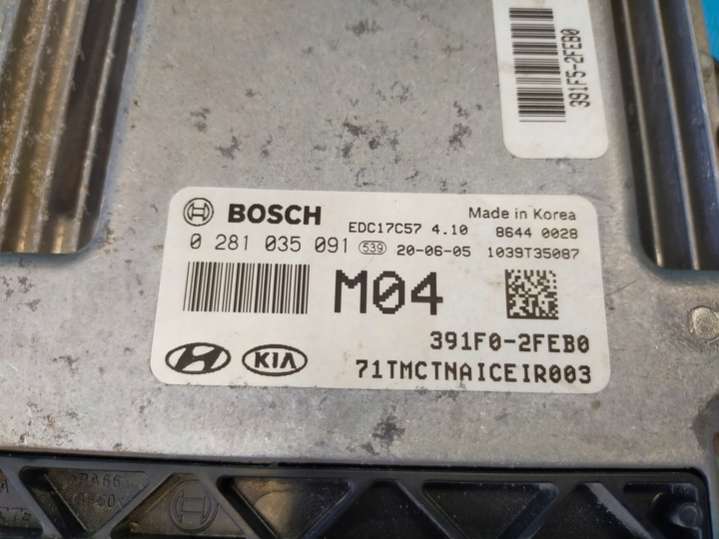 391F5-2FEB0
BOSCH EDC17C57 4.10 Made in Korea
8644 0028
0 281 035 091 539 20-06-05 1039T35087
M04
391F0-2FEB0
KIA 71TMCTNAICEIR003